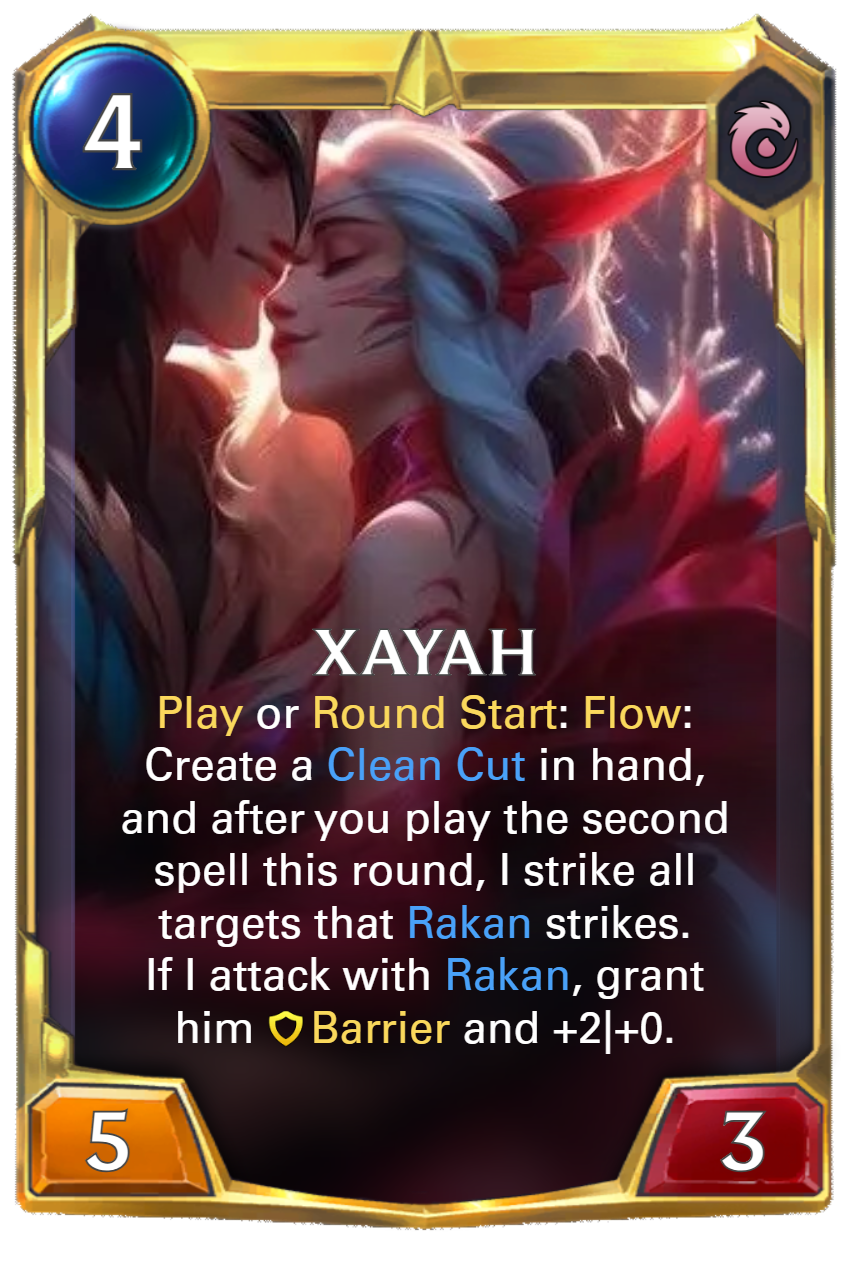 4
XAYAH
Play or Round Start: Flow:
Create a Clean Cut in hand,
and after you play the second
spell this round, I strike all
targets that Rakan strikes.
If I attack with Rakan, grant
him Barrier and +2|+0.
5
3